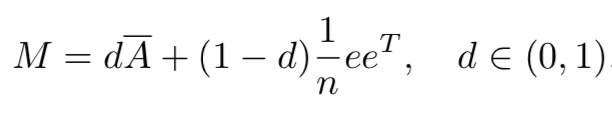 $M = d\overline{A} + (1 - d)\frac{1}{n}ee^T, \quad d \in (0, 1).$